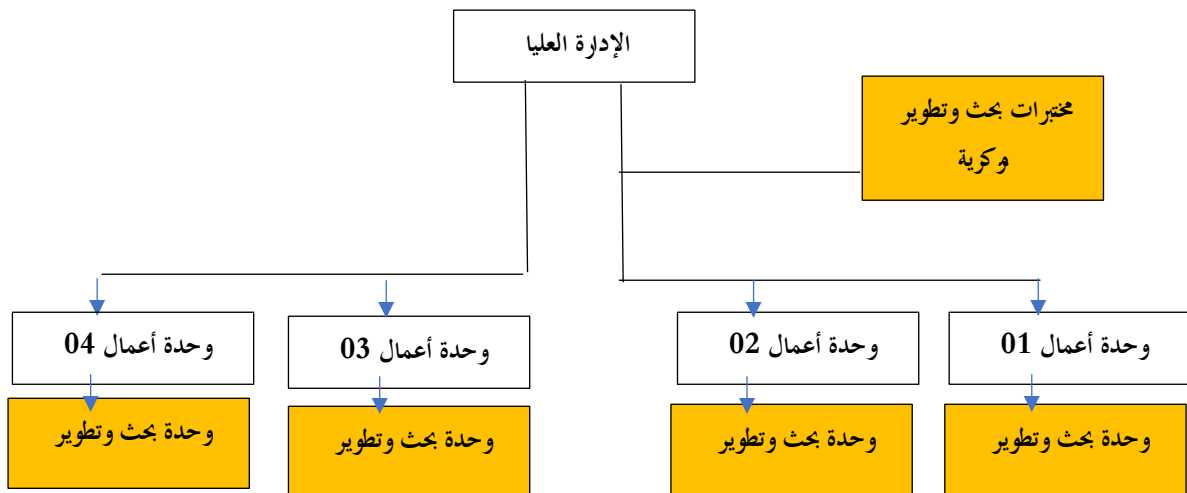 الإدارة العليا
مختبرات بحث وتطوير
وكزية
وحدة أعمال 01
وحدة أعمال 02
وحدة أعمال 03
وحدة أعمال 04
وحدة بحث وتطوير
وحدة بحث وتطوير
وحدة بحث وتطوير
وحدة بحث وتطوير